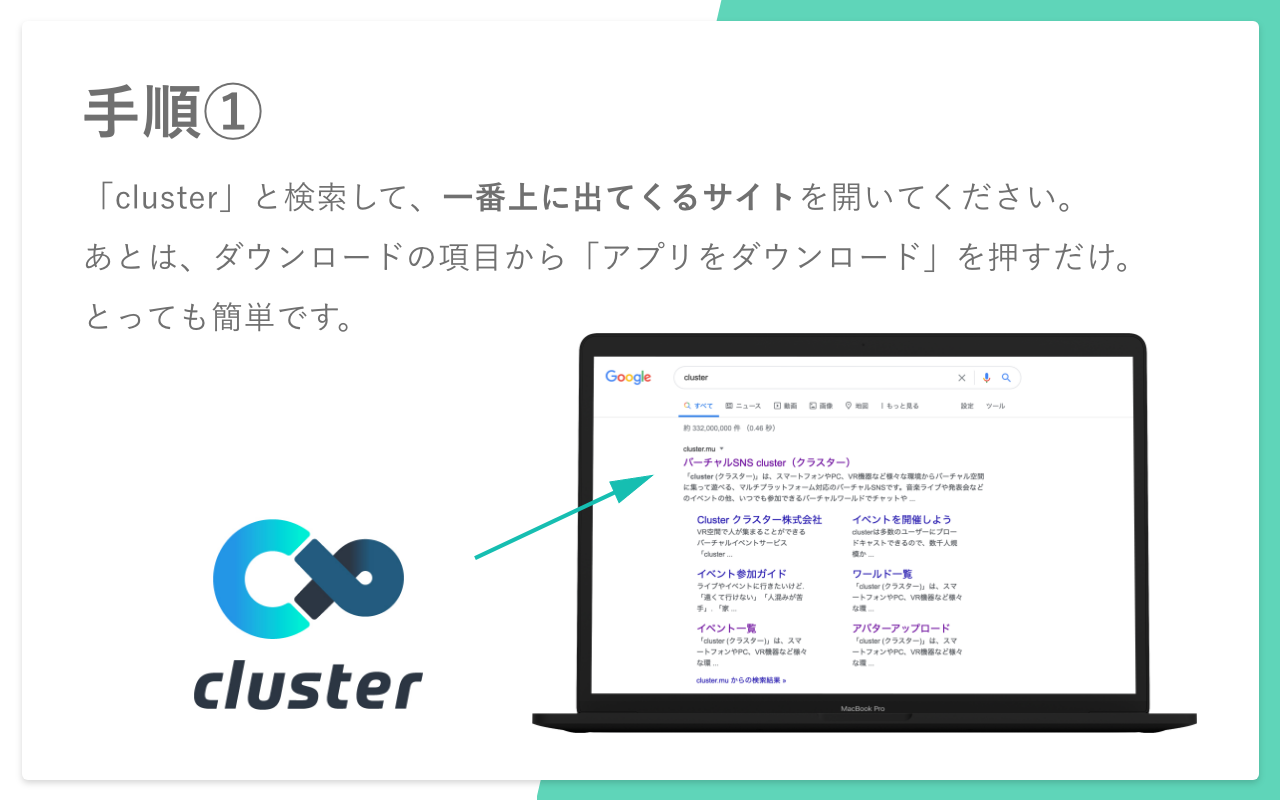 手順①
「cluster」と検索して、一番上に出てくるサイトを開いてください。
あとは、ダウンロードの項目から「アプリをダウンロード」を押すだけ。
とっても簡単です。
Google
cluster
すべて ニュース 動画 画像 地図 もっと見る 設定 ツール
約 332,000,000 件 （0.46 秒）
cluster.mu
バーチャルSNS cluster（クラスター）
「cluster (クラスター)」は、スマートフォンやPC、VR機器など様々な環境からバーチャル空間
に集って遊べる、マルチプラットフォーム対応のバーチャルSNSです。音楽ライブや発表会など
のイベントの他、いつでも参加できるバーチャルワールドでチャットや ...
Cluster クラスター株式会社
VR空間で人が集まることができる
バーチャルイベントサービス
「cluster ...
イベントを開催しよう
clusterは多数のユーザーにブロー
ドキャストできるので、数千人規
模か ...
イベント参加ガイド
ライブやイベントに行きたいけど.
「遠くて行けない」「人混みが苦
手」. 「家 ...
ワールド一覧
「cluster (クラスター)」は、スマ
ートフォンやPC、VR機器など様々
な環 ...
イベント一覧
「cluster (クラスター)」は、スマ
ートフォンやPC、VR機器など様々
な環 ...
アバターアップロード
「cluster (クラスター)」は、スマ
ートフォンやPC、VR機器など様々
な環 ...
cluster.mu からの検索結果 »
MacBook Pro
cluster